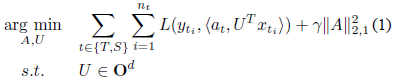 arg min A,U ∑ t∈{T,S} ∑ i=1 n_t L(y_{t_i}, ⟨a_t, U^T x_{t_i}⟩) + γ‖A‖²_{2,1} (1)
s.t. U ∈ O^d